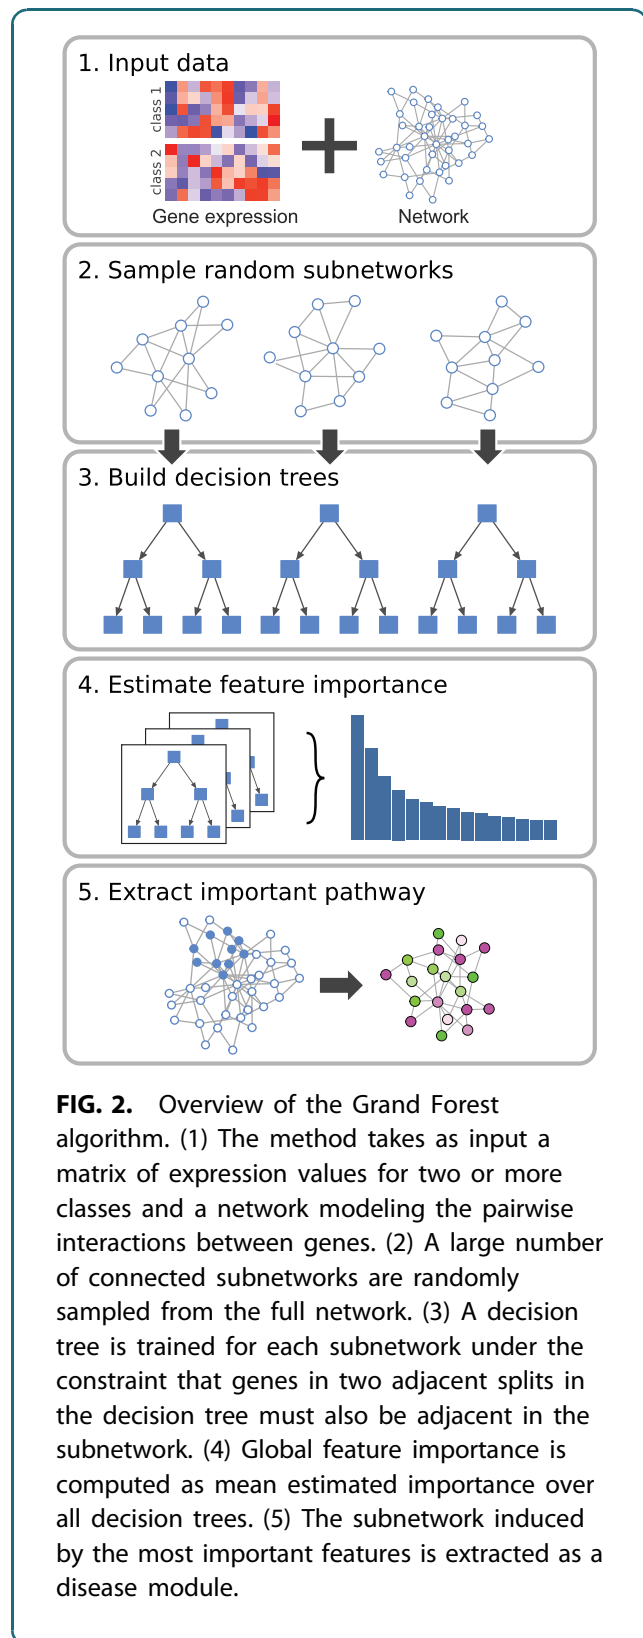 1. Input data
class 1
class 2
Gene expression
Network
2. Sample random subnetworks
3. Build decision trees
4. Estimate feature importance
5. Extract important pathway
FIG. 2. Overview of the Grand Forest
algorithm. (1) The method takes as input a
matrix of expression values for two or more
classes and a network modeling the pairwise
interactions between genes. (2) A large number
of connected subnetworks are randomly
sampled from the full network. (3) A decision
tree is trained for each subnetwork under the
constraint that genes in two adjacent splits in
the decision tree must also be adjacent in the
subnetwork. (4) Global feature importance is
computed as mean estimated importance over
all decision trees. (5) The subnetwork induced
by the most important features is extracted as a
disease module.